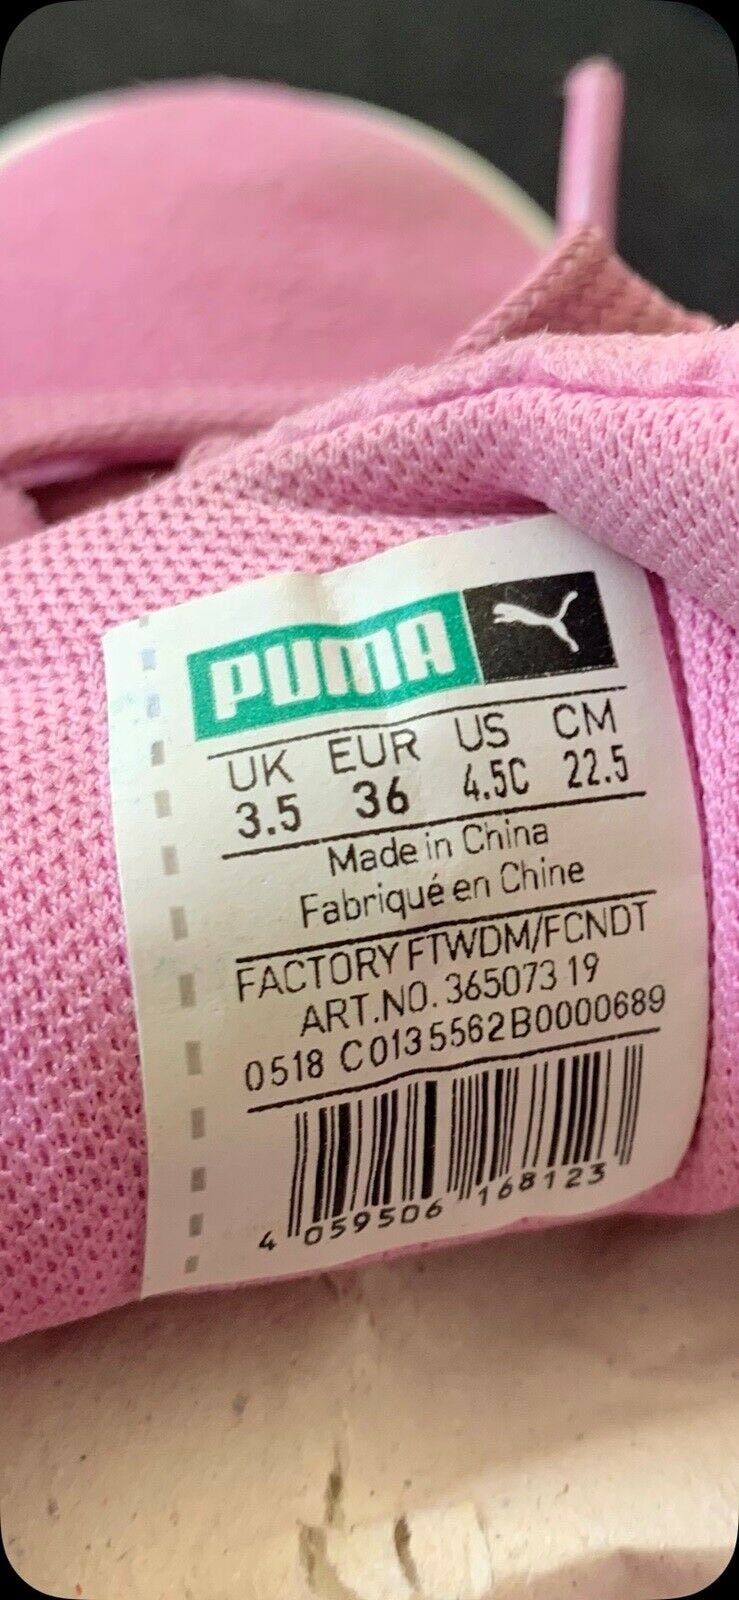 PUMA
UK EUR US CM
3.5 36 4.5C 22.5
Made in China
Fabriqué en Chine
FACTORY FTWDM/FCNDT
ART.NO. 365073 19
0518 C0135562B0000689
4 059506 168123